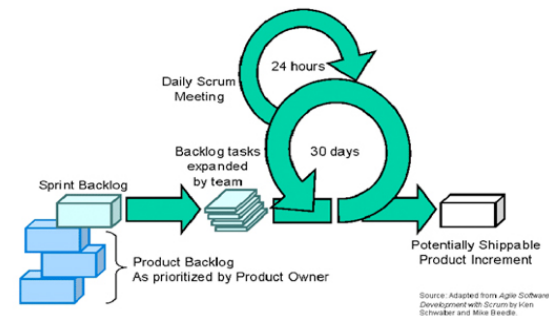 24 hours
Daily Scrum
Meeting
Backlog tasks
expanded
by team
30 days
Sprint Backlog
Product Backlog
As prioritized by Product Owner
Potentially Shippable
Product Increment
Source: Adapted from Agile Software
Development with Scrum by Ken
Schwaber and Mike Beedle.